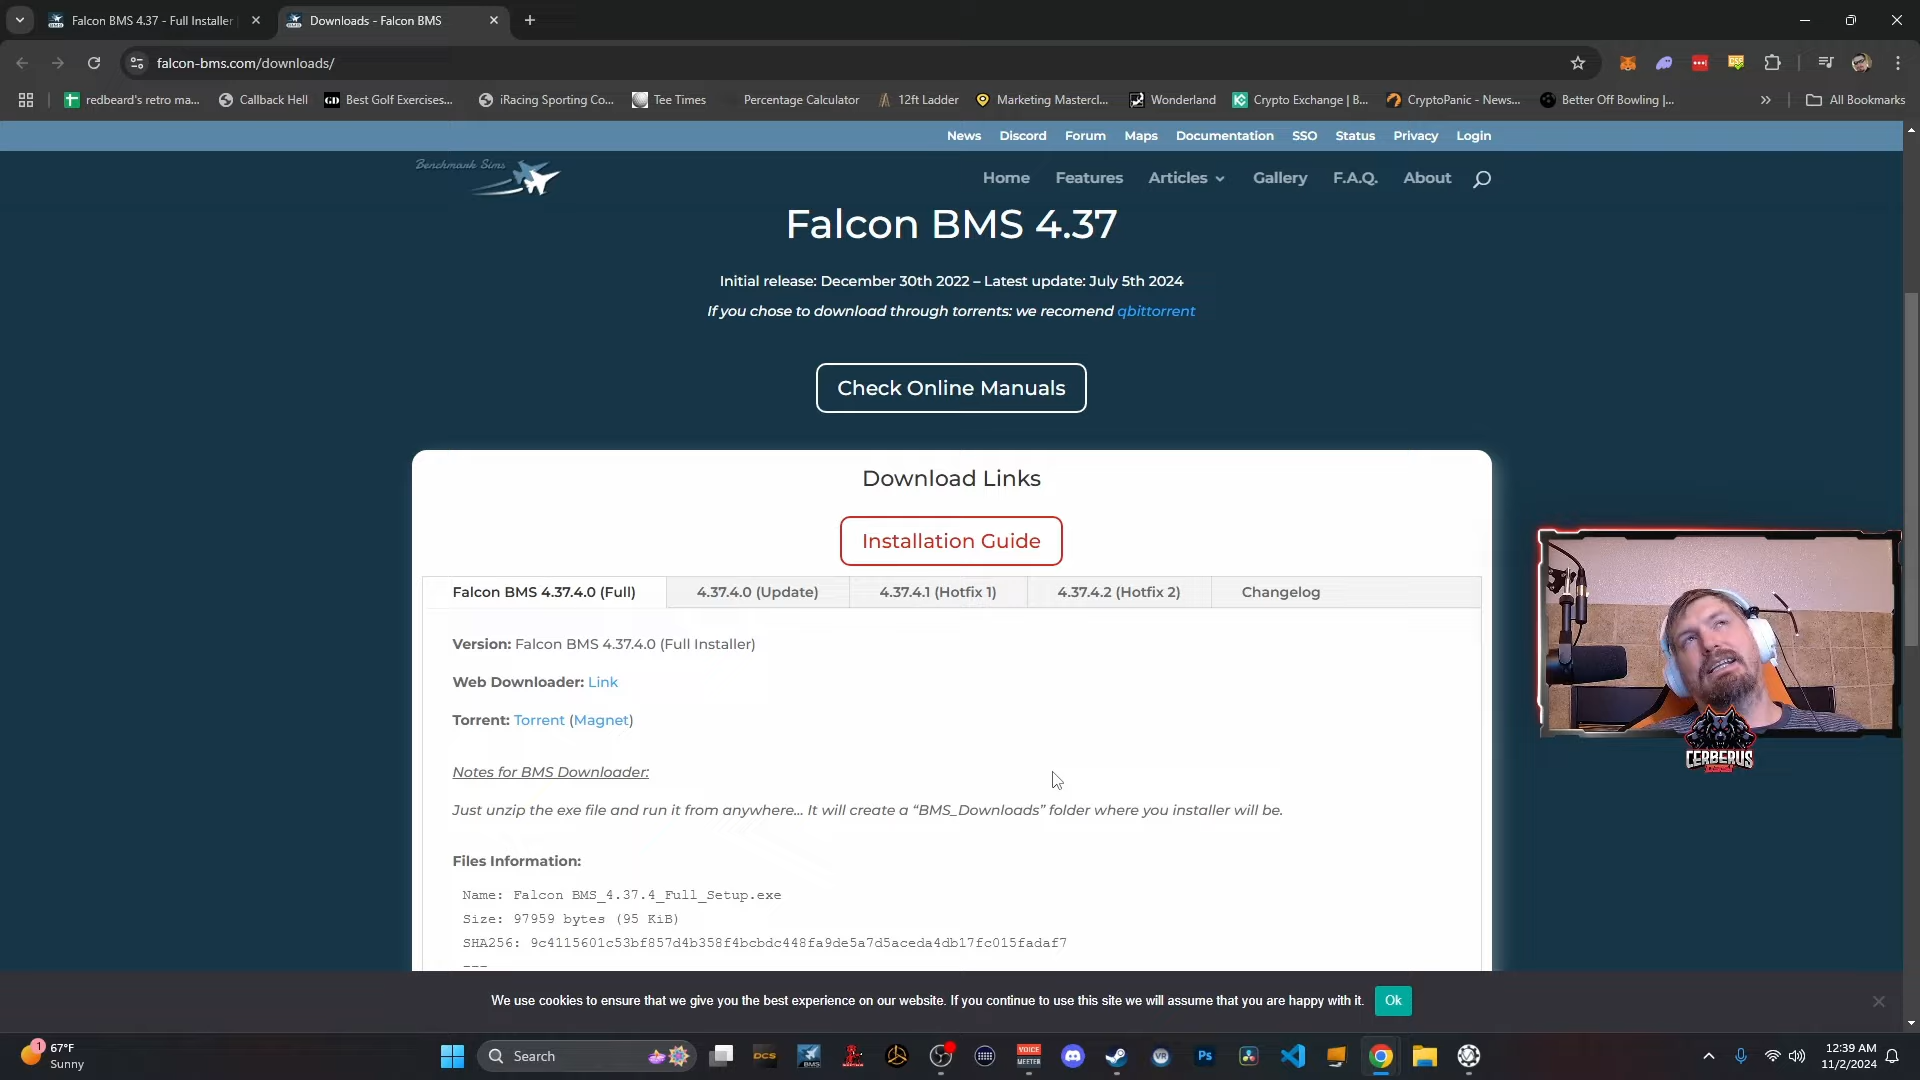 Falcon BMS 4.37 - Full Installer
Downloads - Falcon BMS
falcon-bms.com/downloads/
redbeard's retro ma...
Callback Hell
GD
Best Golf Exercises...
iRacing Sporting Co...
Tee Times
Percentage Calculator
12ft Ladder
Marketing Mastercl...
Wonderland
Crypto Exchange | B...
CryptoPanic - News...
Better Off Bowling |...
All Bookmarks
News
Discord
Forum
Maps
Documentation
SSO
Status
Privacy
Login
Benchmark Sims
Home
Features
Articles
Gallery
F.A.Q.
About
Falcon BMS 4.37
Initial release: December 30th 2022 – Latest update: July 5th 2024
If you chose to download through torrents: we recomend qbittorrent
Check Online Manuals
Download Links
Installation Guide
Falcon BMS 4.37.4.0 (Full)
4.37.4.0 (Update)
4.37.4.1 (Hotfix 1)
4.37.4.2 (Hotfix 2)
Changelog
Version: Falcon BMS 4.37.4.0 (Full Installer)
Web Downloader: Link
Torrent: Torrent (Magnet)
Notes for BMS Downloader:
Just unzip the exe file and run it from anywhere... It will create a “BMS_Downloads” folder where you installer will be.
Files Information:
Name: Falcon BMS_4.37.4_Full_Setup.exe
Size: 97959 bytes (95 KiB)
SHA256: 9c4115601c53bf857d4b358f4bcbdc448fa9de5a7d5aceda4db17fc015fadaf7
---
CERBERUS
We use cookies to ensure that we give you the best experience on our website. If you continue to use this site we will assume that you are happy with it.
Ok
1
67°F
Sunny
Search
DCS
BMS
VOICE
MEETER
VR
Ps
12:39 AM
11/2/2024